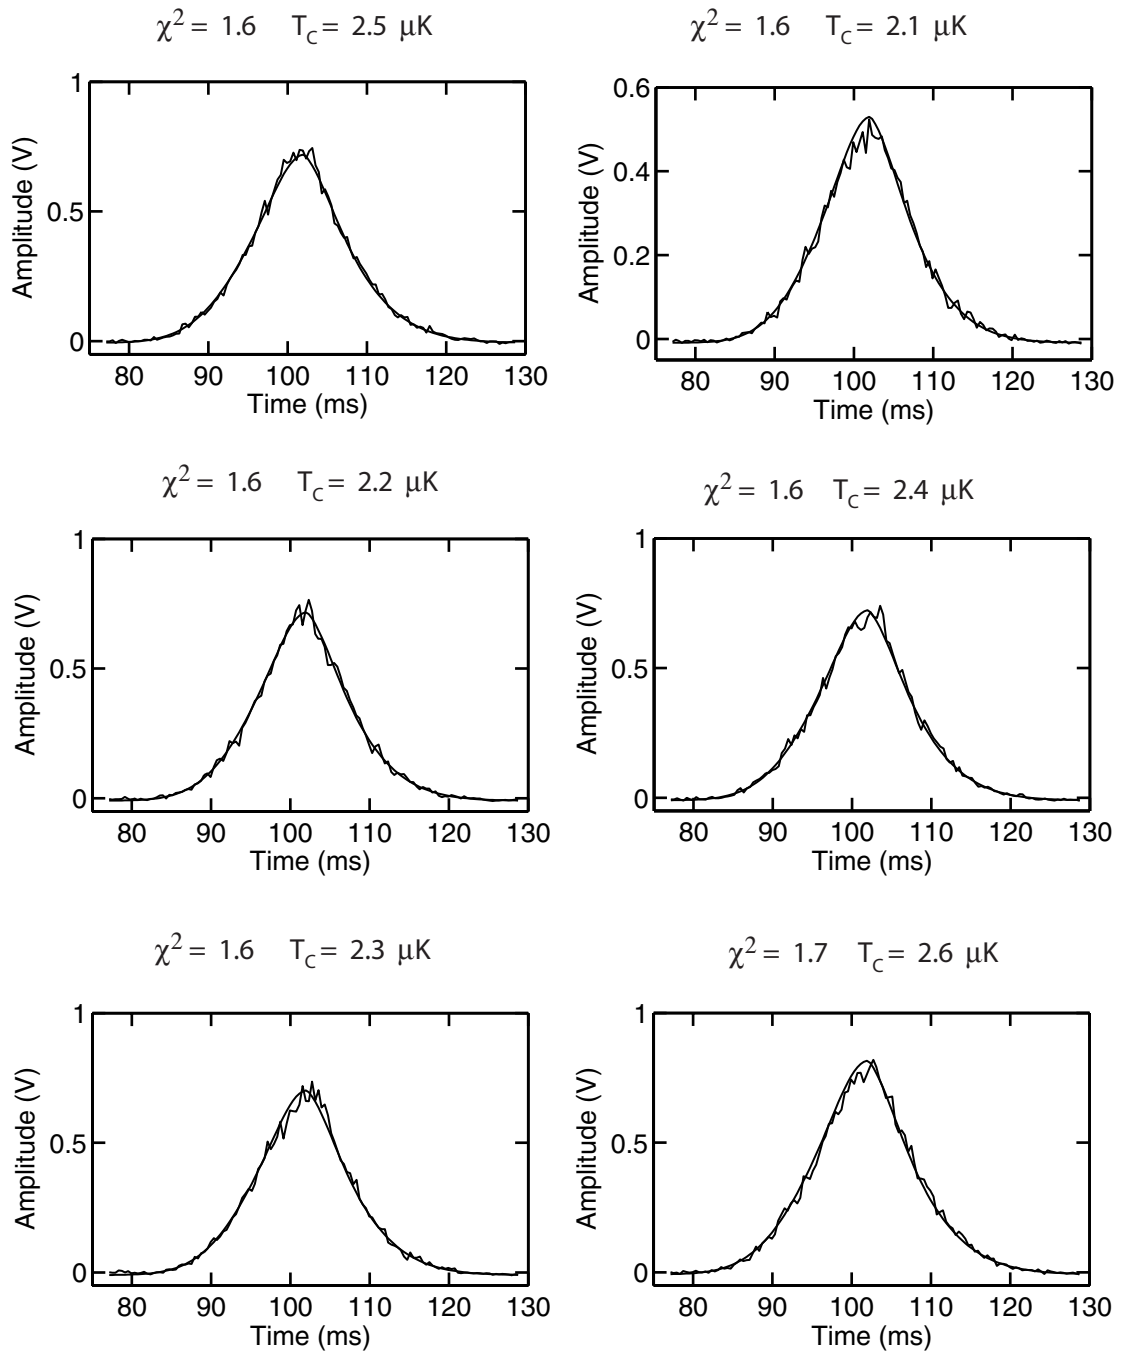 χ² = 1.6 T_C = 2.5 μK
1
0.5
0
Amplitude (V)
80 90 100 110 120 130
Time (ms)
χ² = 1.6 T_C = 2.1 μK
0.6
0.4
0.2
0
Amplitude (V)
80 90 100 110 120 130
Time (ms)
χ² = 1.6 T_C = 2.2 μK
1
0.5
0
Amplitude (V)
80 90 100 110 120 130
Time (ms)
χ² = 1.6 T_C = 2.4 μK
1
0.5
0
Amplitude (V)
80 90 100 110 120 130
Time (ms)
χ² = 1.6 T_C = 2.3 μK
1
0.5
0
Amplitude (V)
80 90 100 110 120 130
Time (ms)
χ² = 1.7 T_C = 2.6 μK
1
0.5
0
Amplitude (V)
80 90 100 110 120 130
Time (ms)